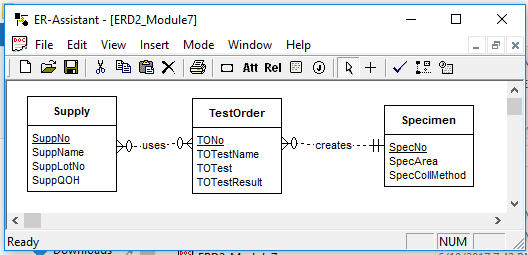 ER-Assistant - [ERD2_Module7]
File Edit View Insert Mode Window Help
Att Rel
Supply
SuppNo
SuppName
SuppLotNo
SuppQOH
uses
TestOrder
TONo
TOTestName
TOTest
TOTestResult
creates
Specimen
SpecNo
SpecArea
SpecCollMethod
Ready
NUM
Downloads